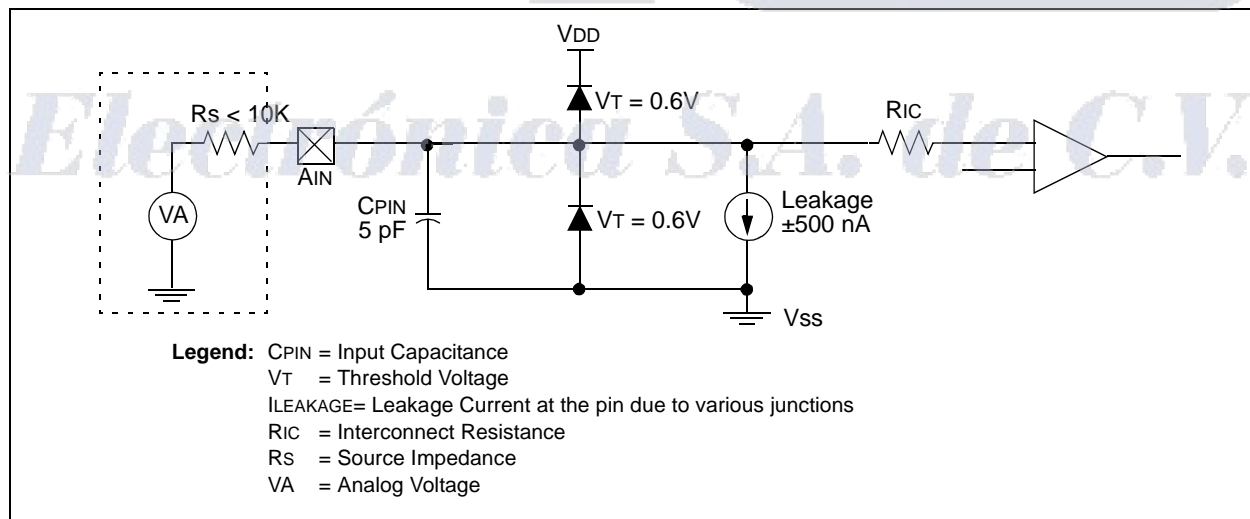 VDD
VT = 0.6V
RS < 10K
RIC
Electrónica S.A. de C.V.
AIN
CPIN
5 pF
VA
VT = 0.6V
Leakage
±500 nA
VSS
Legend: CPIN = Input Capacitance
VT = Threshold Voltage
ILEAKAGE= Leakage Current at the pin due to various junctions
RIC = Interconnect Resistance
RS = Source Impedance
VA = Analog Voltage